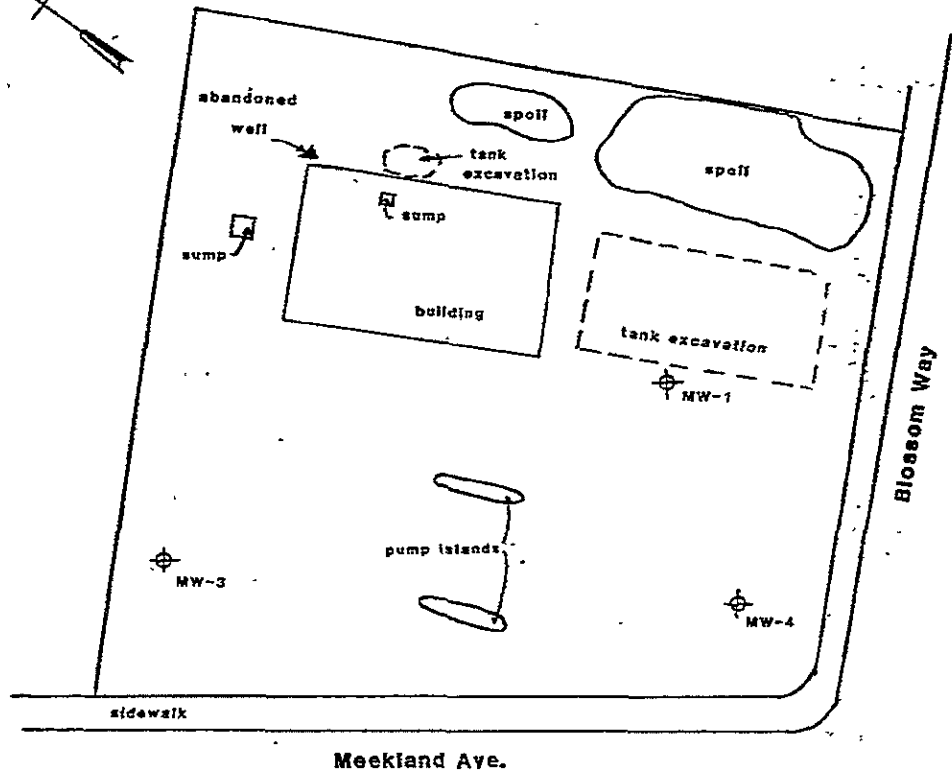 abandoned
well
spoil
tank
excavation
spoil
sump
sump
building
tank excavation
MW-1
Blossom Way
pump islands
MW-3
MW-4
sidewalk
Meekland Ave.